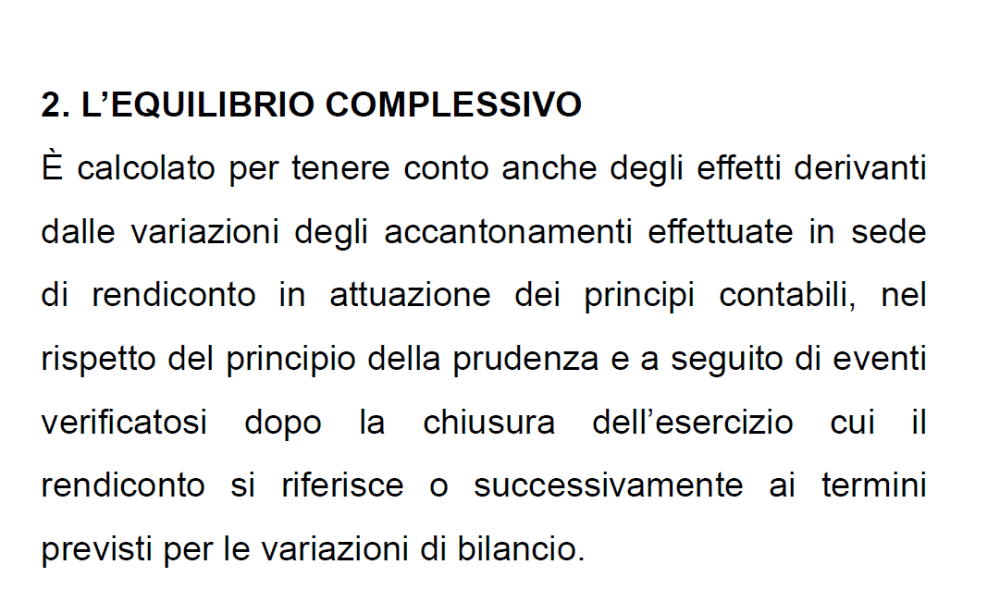 2. L’EQUILIBRIO COMPLESSIVO
È calcolato per tenere conto anche degli effetti derivanti
dalle variazioni degli accantonamenti effettuate in sede
di rendiconto in attuazione dei principi contabili, nel
rispetto del principio della prudenza e a seguito di eventi
verificatosi dopo la chiusura dell’esercizio cui il
rendiconto si riferisce o successivamente ai termini
previsti per le variazioni di bilancio.